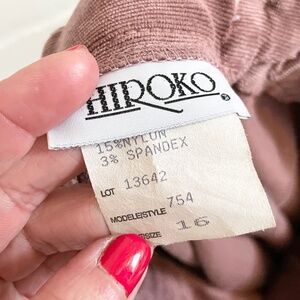 HIROKO ®
15% NYLON
3% SPANDEX
LOT 13642
MODELE/STYLE 754
SIZE 16